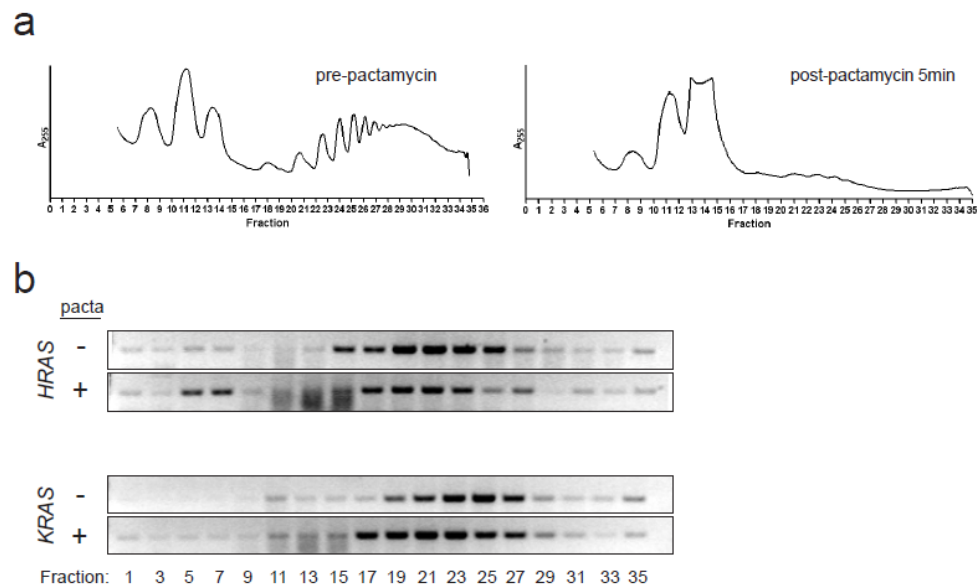 a
pre-pactamycin
A255
0 1 2 3 4 5 6 7 8 9 10 11 12 13 14 15 16 17 18 19 20 21 22 23 24 25 26 27 28 29 30 31 32 33 34 35 36
Fraction
post-pactamycin 5min
A255
0 1 2 3 4 5 6 7 8 9 10 11 12 13 14 15 16 17 18 19 20 21 22 23 24 25 26 27 28 29 30 31 32 33 34 35
Fraction
b
pacta
HRAS
-
+
KRAS
-
+
Fraction: 1 3 5 7 9 11 13 15 17 19 21 23 25 27 29 31 33 35